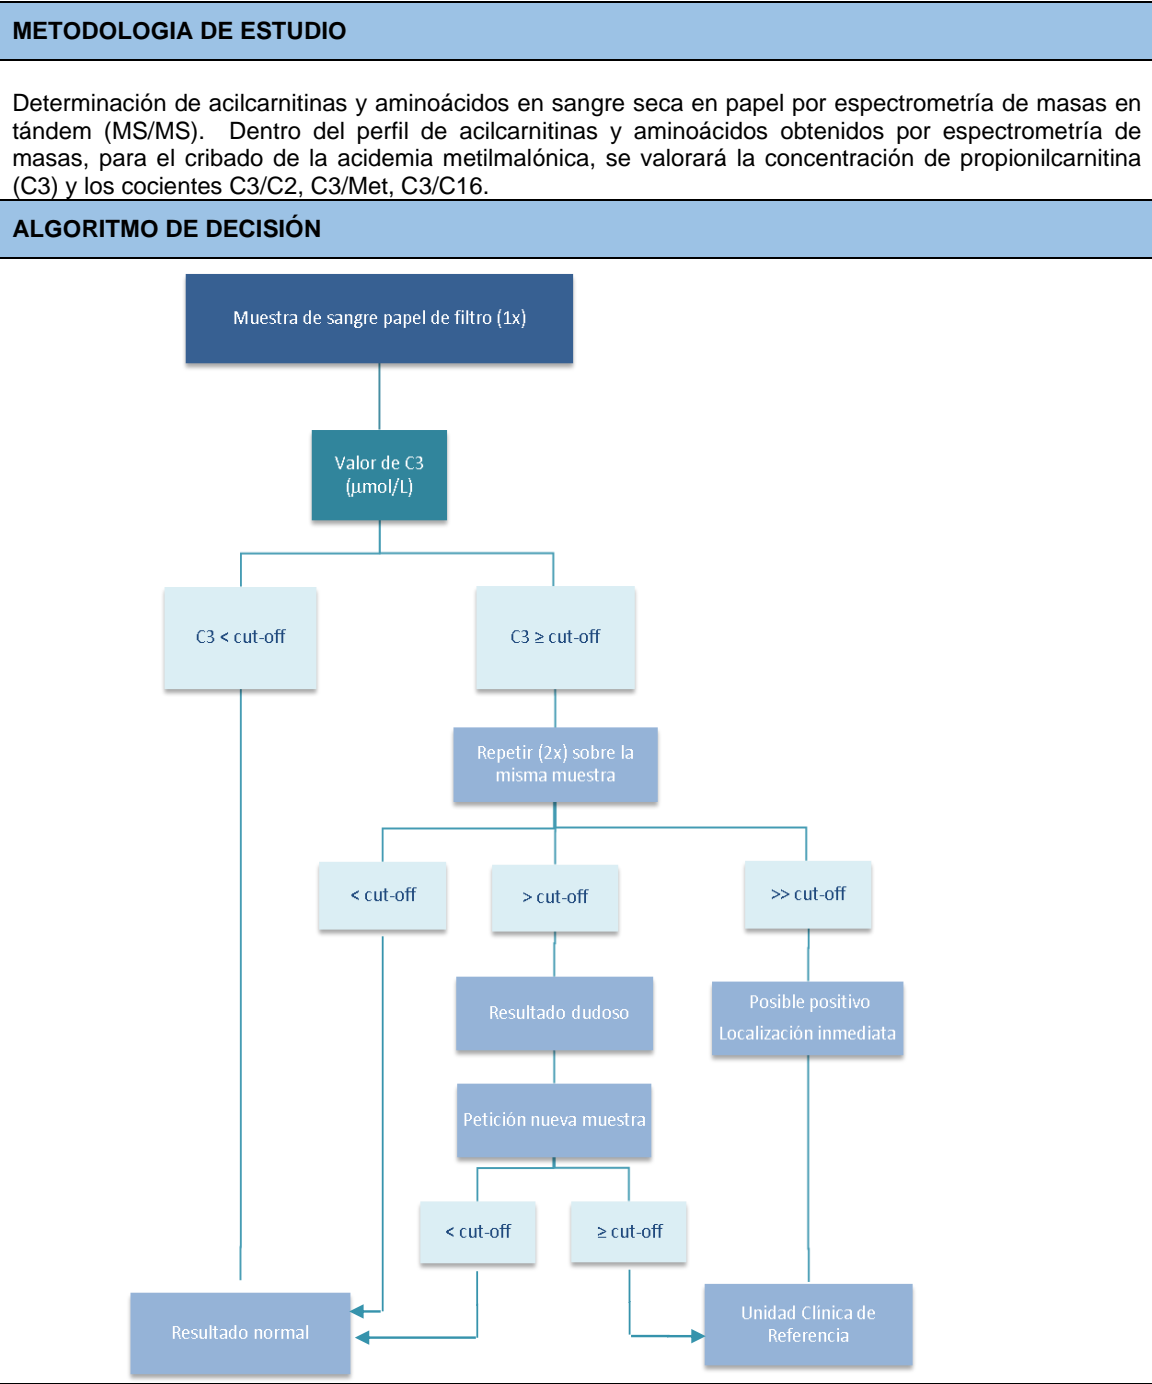 METODOLOGIA DE ESTUDIO
Determinación de acilcarnitinas y aminoácidos en sangre seca en papel por espectrometría de masas en
tándem (MS/MS). Dentro del perfil de acilcarnitinas y aminoácidos obtenidos por espectrometría de
masas, para el cribado de la acidemia metilmalónica, se valorará la concentración de propionilcarnitina
(C3) y los cocientes C3/C2, C3/Met, C3/C16.
ALGORITMO DE DECISIÓN
Muestra de sangre papel de filtro (1x)
Valor de C3
(μmol/L)
C3 < cut-off
C3 ≥ cut-off
Repetir (2x) sobre la
misma muestra
< cut-off
> cut-off
>> cut-off
Resultado dudoso
Posible positivo
Localización inmediata
Petición nueva muestra
< cut-off
≥ cut-off
Resultado normal
Unidad Clínica de
Referencia